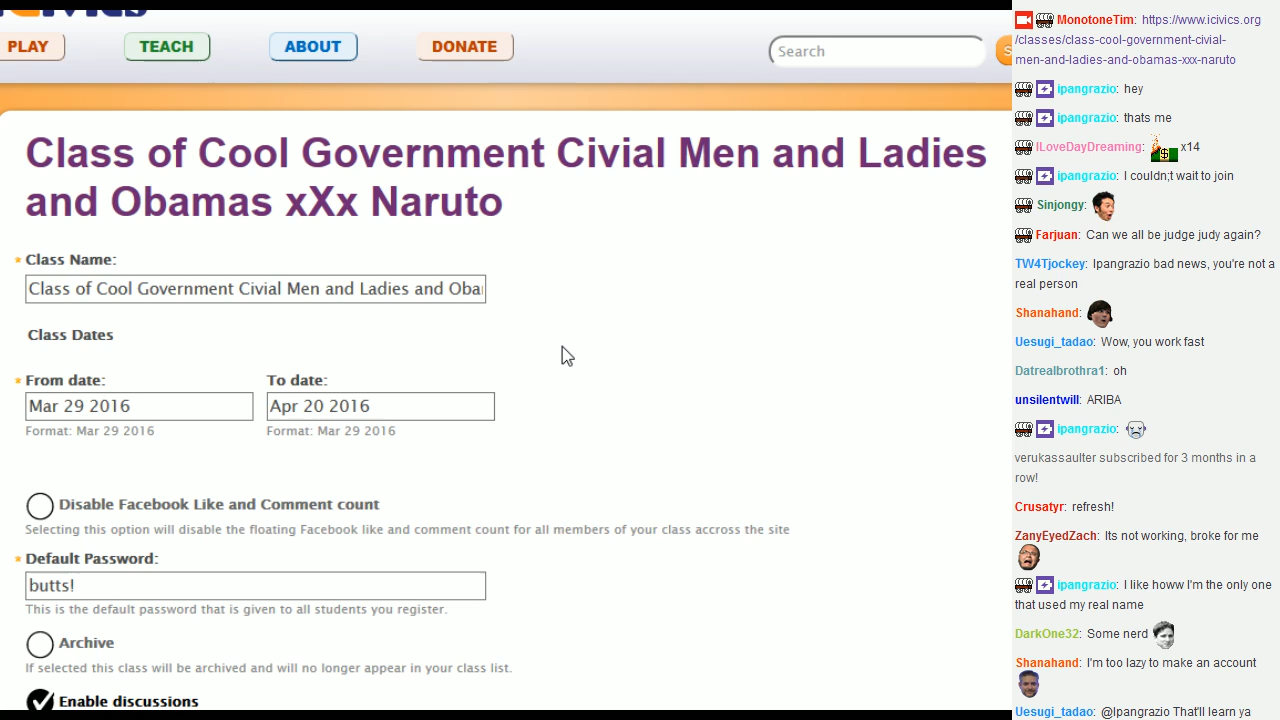 PLAY
TEACH
ABOUT
DONATE
Search
Class of Cool Government Civial Men and Ladies
and Obamas xXx Naruto
* Class Name:
Class of Cool Government Civial Men and Ladies and Oba
Class Dates
* From date:
To date:
Mar 29 2016
Apr 20 2016
Format: Mar 29 2016
Format: Mar 29 2016
Disable Facebook Like and Comment count
Selecting this option will disable the floating Facebook like and comment count for all members of your class accross the site
* Default Password:
butts!
This is the default password that is given to all students you register.
Archive
If selected this class will be archived and will no longer appear in your class list.
Enable discussions
MonotoneTim: https://www.icivics.org
/classes/class-cool-government-civial-
men-and-ladies-and-obamas-xxx-naruto
ipangrazio: hey
ipangrazio: thats me
ILoveDayDreaming: x14
ipangrazio: I couldn;t wait to join
Sinjongy:
Farjuan: Can we all be judge judy again?
TW4Tjockey: Ipangrazio bad news, you're not a
real person
Shanahand:
Uesugi_tadao: Wow, you work fast
Datrealbrothra1: oh
unsilentwill: ARIBA
ipangrazio:
verukassaulter subscribed for 3 months in a
row!
Crusatyr: refresh!
ZanyEyedZach: Its not working, broke for me
ipangrazio: I like howw I'm the only one
that used my real name
DarkOne32: Some nerd
Shanahand: I'm too lazy to make an account
Uesugi_tadao: @Ipangrazio That'll learn ya